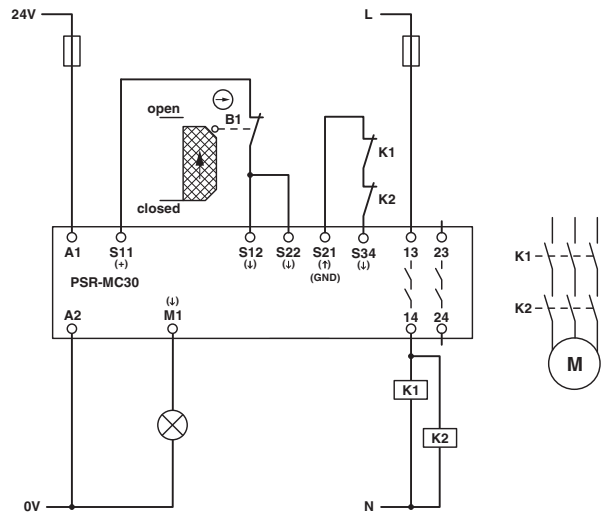 24V L
open
B1
K1
closed K2
A1 S11 S12 S22 S21 S34 13 23
(+) (↓) (↓) (↑) (↓)
(GND)
PSR-MC30
(↓)
A2 M1 14 24
K1
K2
M
K1
K2
0V N